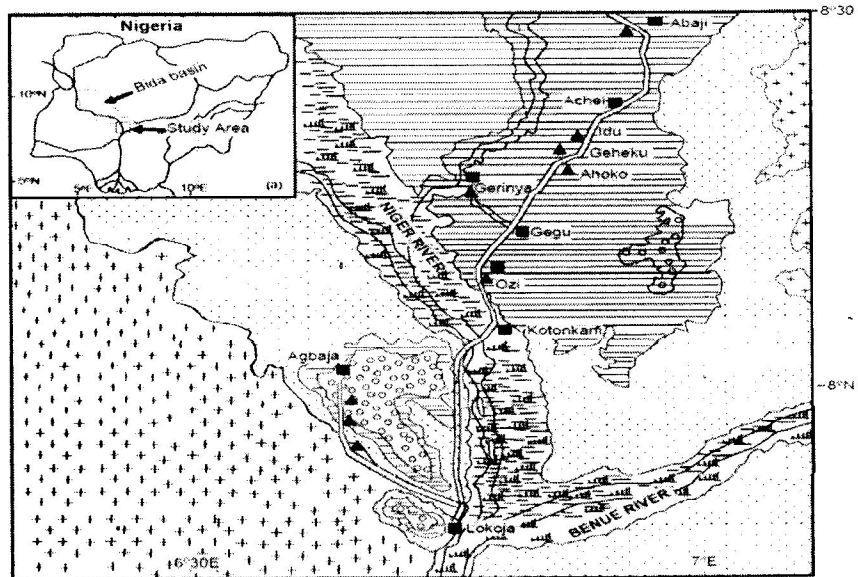 Nigeria
Bida basin
10°N
Study Area
5°N
5°E
10°E
(a)
8°30
Abaji
Achei
Idu
Geheku
Ahoko
Gerinya
Gegu
NIGER RIVER
Ozi
Kotonkarfi
Agbaja
8°N
Lokoja
BENUE RIVER
6°30E
7°E